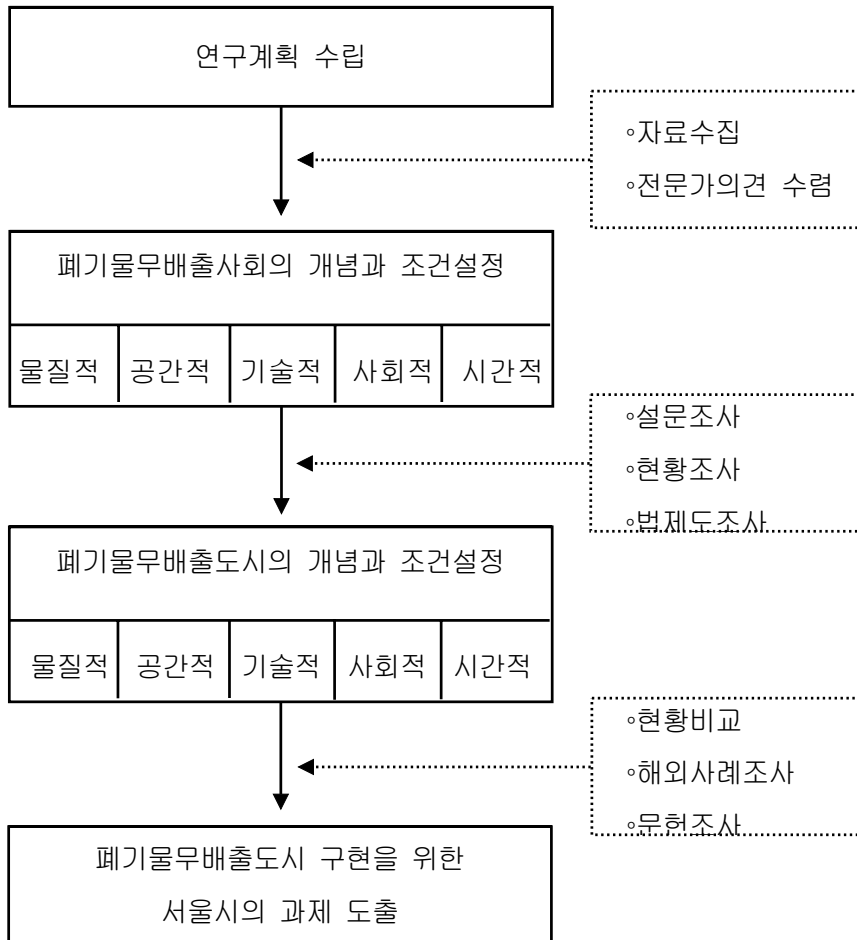 연구계획 수립
◦자료수집
◦전문가의견 수렴
폐기물무배출사회의 개념과 조건설정
물질적 공간적 기술적 사회적 시간적
◦설문조사
◦현황조사
◦법제도조사
폐기물무배출도시의 개념과 조건설정
물질적 공간적 기술적 사회적 시간적
◦현황비교
◦해외사례조사
◦문헌조사
폐기물무배출도시 구현을 위한
서울시의 과제 도출